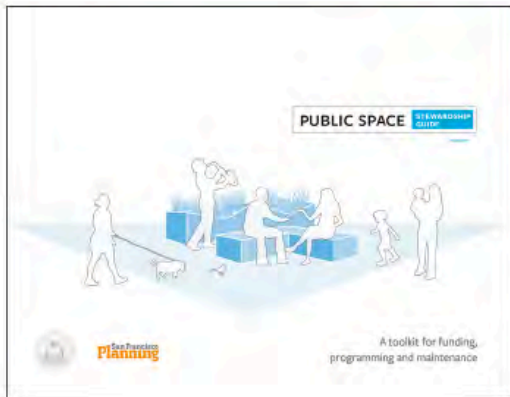 PUBLIC SPACE STEWARDSHIP
GUIDE
San Francisco
Planning
A toolkit for funding,
programming and maintenance